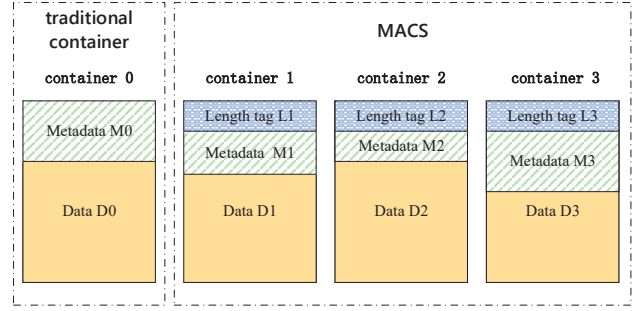 traditional
container
MACS
container 0
container 1
container 2
container 3
Metadata M0
Data D0
Length tag L1
Metadata M1
Data D1
Length tag L2
Metadata M2
Data D2
Length tag L3
Metadata M3
Data D3